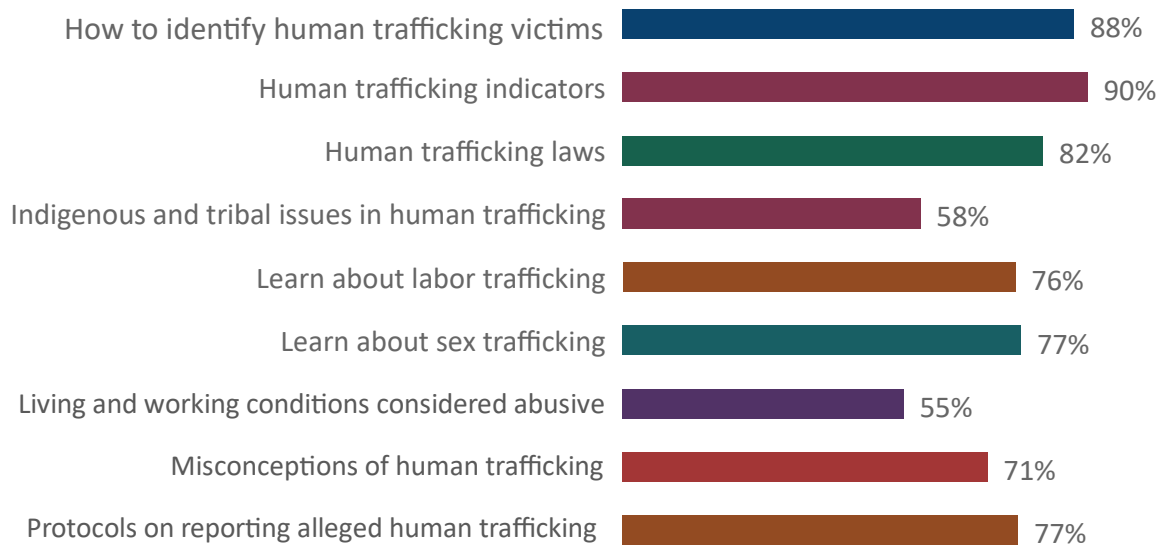 How to identify human trafficking victims 88%
Human trafficking indicators 90%
Human trafficking laws 82%
Indigenous and tribal issues in human trafficking 58%
Learn about labor trafficking 76%
Learn about sex trafficking 77%
Living and working conditions considered abusive 55%
Misconceptions of human trafficking 71%
Protocols on reporting alleged human trafficking 77%